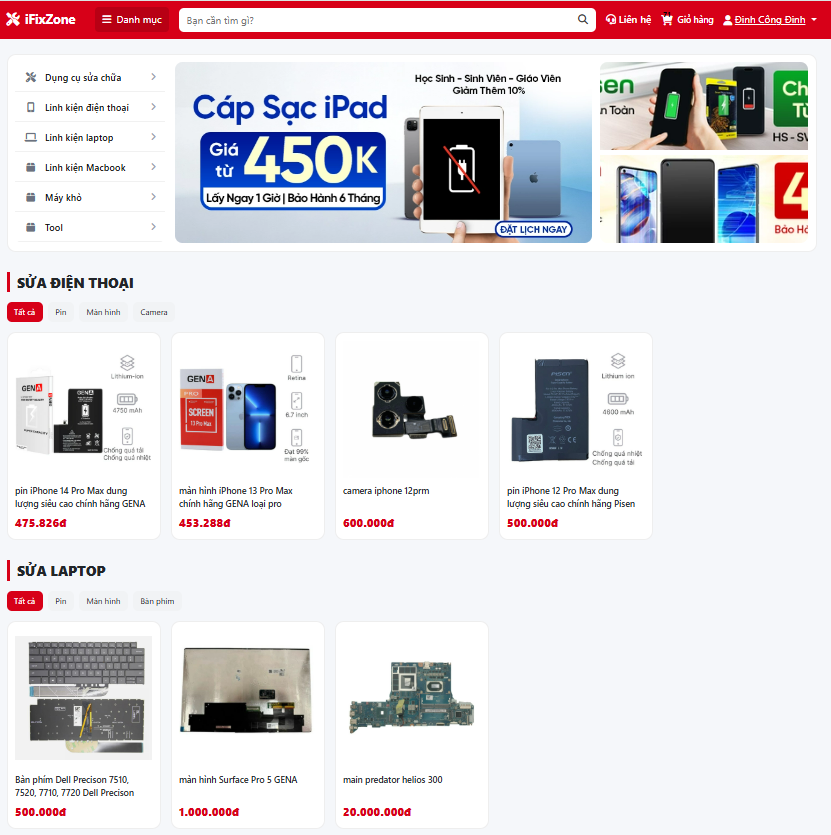 iFixZone
Danh mục
Bạn cần tìm gì?
Liên hệ
Giỏ hàng
Đinh Công Đinh
Dụng cụ sửa chữa
Linh kiện điện thoại
Linh kiện laptop
Linh kiện Macbook
Máy khò
Tool
Học Sinh - Sinh Viên - Giáo Viên
Giảm Thêm 10%
Cáp Sạc iPad
Giá từ 450K
Lấy Ngay 1 Giờ | Bảo Hành 6 Tháng
ĐẶT LỊCH NGAY
sen
n Toàn
Ch
Từ
HS - SV
4
Bảo Hà
SỬA ĐIỆN THOẠI
Tất cả
Pin
Màn hình
Camera
GENA
Lithium-ion
4750 mAh
Chống quá tải
Chống quá nhiệt
pin iPhone 14 Pro Max dung
lượng siêu cao chính hãng GENA
475.826đ
GENA
PRO
SCREEN
13 Pro Max
Retina
6.7 inch
Đạt 99%
màn gốc
màn hình iPhone 13 Pro Max
chính hãng GENA loại pro
453.288đ
camera iphone 12prm
600.000đ
PISEN
Lithium ion
4800 mAh
Chống quá nhiệt
Chống quá tải
pin iPhone 12 Pro Max dung
lượng siêu cao chính hãng Pisen
500.000đ
SỬA LAPTOP
Tất cả
Pin
Màn hình
Bàn phím
Bàn phím Dell Precison 7510,
7520, 7710, 7720 Dell Precison
500.000đ
màn hình Surface Pro 5 GENA
1.000.000đ
main predator helios 300
20.000.000đ